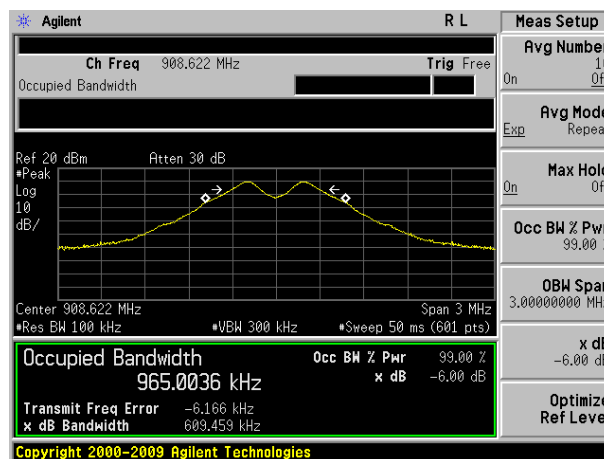 Agilent R L Meas Setup
Ch Freq 908.622 MHz Trig Free
Occupied Bandwidth
Avg Number
On
Avg Mode
Exp
Max Hold
On
Occ BW % Pwr
99.00
OBW Span
3.00000000
x dB
-6.00
Optimize
Ref Level
Ref 20 dBm Atten 30 dB
#Peak
Log
10
dB/
Center 908.622 MHz Span 3 MHz
#Res BW 100 kHz #VBW 300 kHz #Sweep 50 ms (601 pts)
Occupied Bandwidth Occ BW % Pwr 99.00 %
965.0036 kHz x dB -6.00 dB
Transmit Freq Error -6.166 kHz
x dB Bandwidth 609.459 kHz
Copyright 2000-2009 Agilent Technologies